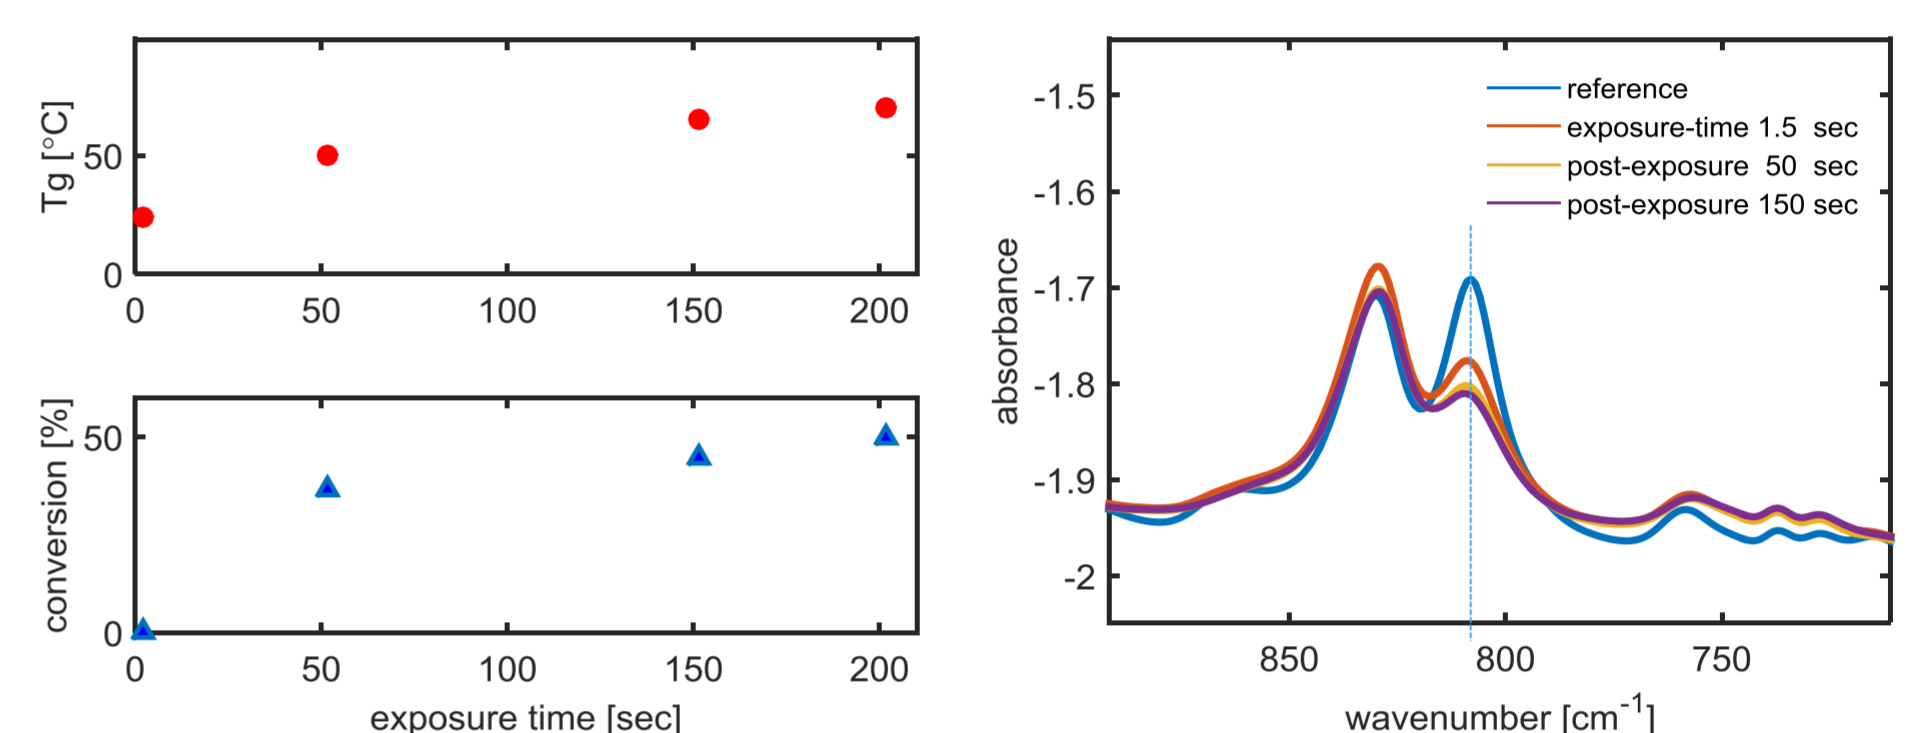 Tg [°C]
50
0
0 50 100 150 200
conversion [%]
50
0
0 50 100 150 200
exposure time [sec]
absorbance
-1.5
-1.6
-1.7
-1.8
-1.9
-2
reference
exposure-time 1.5 sec
post-exposure 50 sec
post-exposure 150 sec
850 800 750
wavenumber [cm⁻¹]